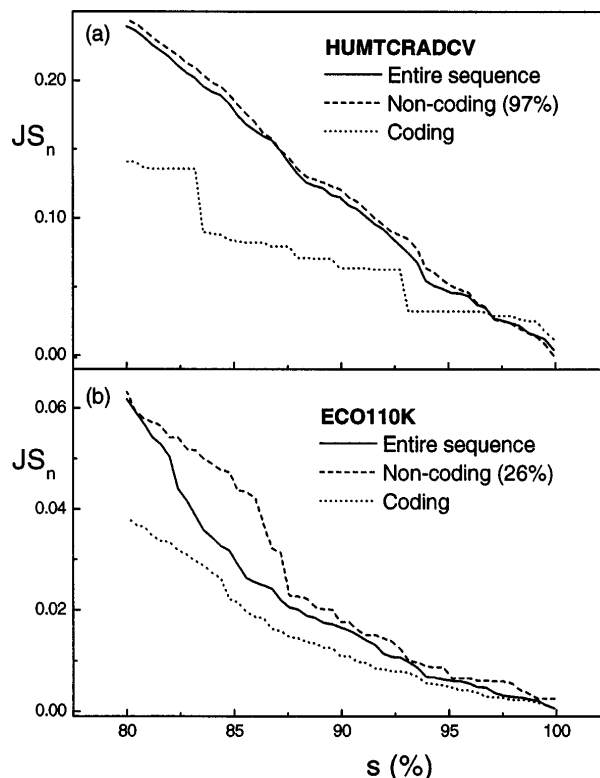 (a)
HUMTCRADCV
Entire sequence
Non-coding (97%)
Coding
0.20
JSn
0.10
0.00
(b)
ECO110K
Entire sequence
Non-coding (26%)
Coding
0.06
JSn
0.04
0.02
0.00
80 85 90 95 100
s (%)